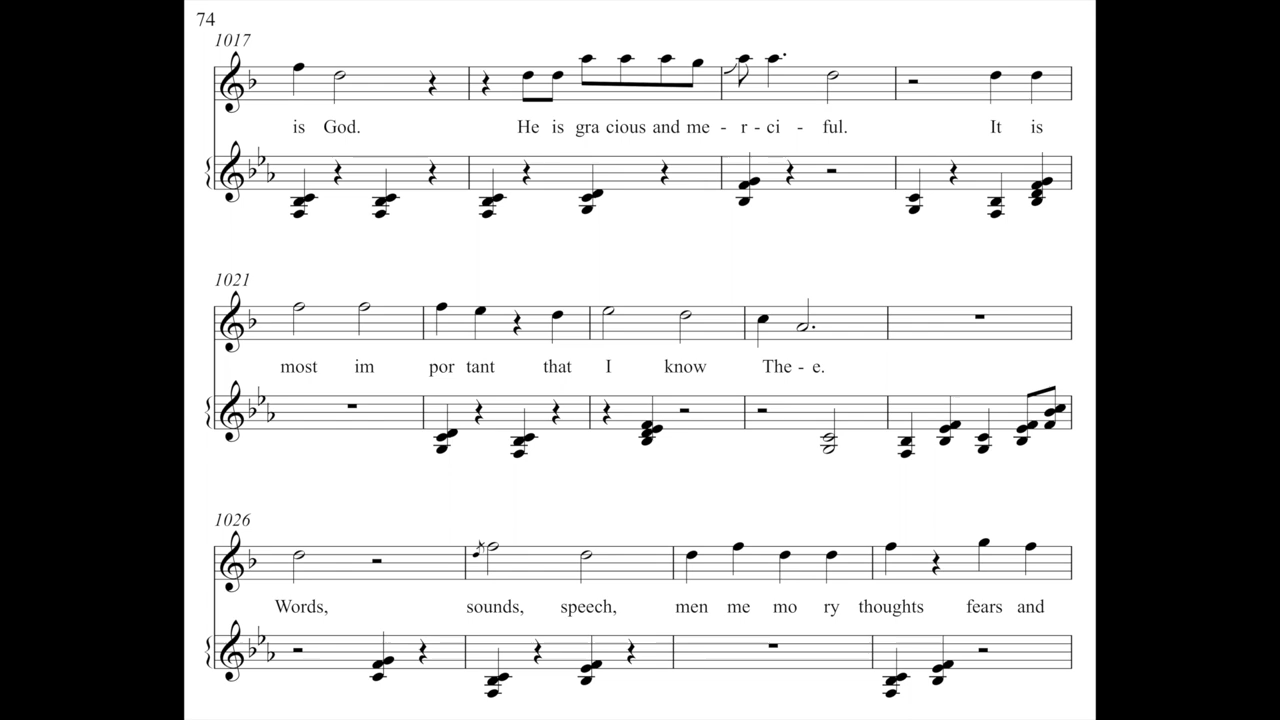 74
1017
is God. He is gra cious and me - r - ci - ful. It is
1021
most im por tant that I know The - e.
1026
Words, sounds, speech, men me mo ry thoughts fears and